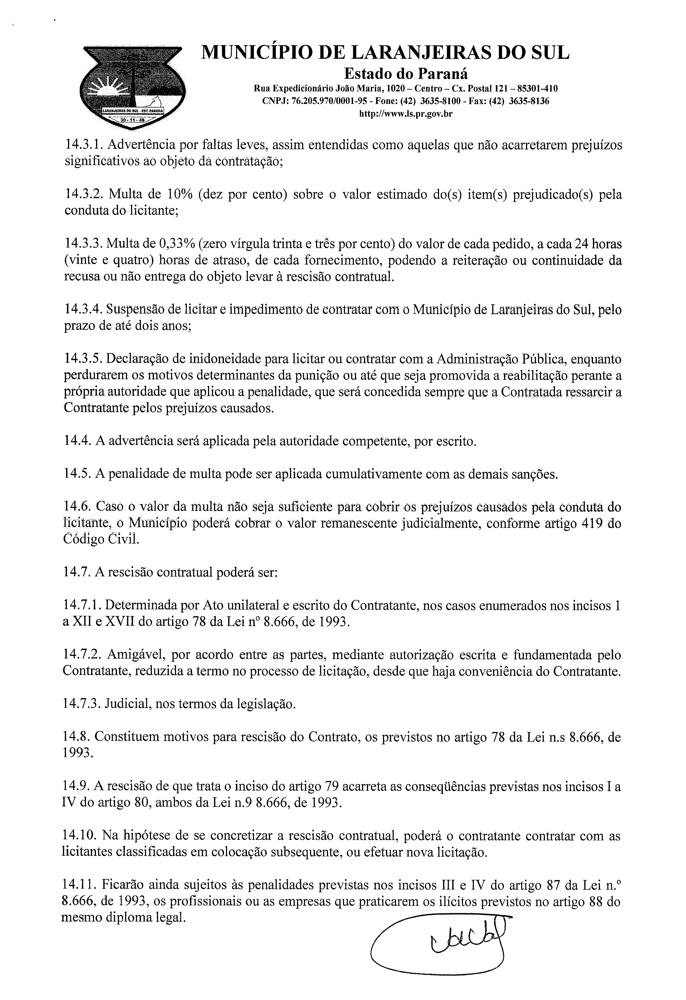 MUNICÍPIO DE LARANJEIRAS DO SUL
Estado do Paraná
Rua Expedicionário João Maria, 1020 – Centro – Cx. Postal 121 – 85301-410
CNPJ: 76.205.970/0001-95 - Fone: (42) 3635-8100 - Fax: (42) 3635-8136
http://www.ls.pr.gov.br
LARANJEIRAS DO SUL - EST. PARANÁ
30 - 11 - 46
14.3.1. Advertência por faltas leves, assim entendidas como aquelas que não acarretarem prejuízos
significativos ao objeto da contratação;
14.3.2. Multa de 10% (dez por cento) sobre o valor estimado do(s) item(s) prejudicado(s) pela
conduta do licitante;
14.3.3. Multa de 0,33% (zero vírgula trinta e três por cento) do valor de cada pedido, a cada 24 horas
(vinte e quatro) horas de atraso, de cada fornecimento, podendo a reiteração ou continuidade da
recusa ou não entrega do objeto levar à rescisão contratual.
14.3.4. Suspensão de licitar e impedimento de contratar com o Município de Laranjeiras do Sul, pelo
prazo de até dois anos;
14.3.5. Declaração de inidoneidade para licitar ou contratar com a Administração Pública, enquanto
perdurarem os motivos determinantes da punição ou até que seja promovida a reabilitação perante a
própria autoridade que aplicou a penalidade, que será concedida sempre que a Contratada ressarcir a
Contratante pelos prejuízos causados.
14.4. A advertência será aplicada pela autoridade competente, por escrito.
14.5. A penalidade de multa pode ser aplicada cumulativamente com as demais sanções.
14.6. Caso o valor da multa não seja suficiente para cobrir os prejuízos causados pela conduta do
licitante, o Município poderá cobrar o valor remanescente judicialmente, conforme artigo 419 do
Código Civil.
14.7. A rescisão contratual poderá ser:
14.7.1. Determinada por Ato unilateral e escrito do Contratante, nos casos enumerados nos incisos 1
a XII e XVII do artigo 78 da Lei nº 8.666, de 1993.
14.7.2. Amigável, por acordo entre as partes, mediante autorização escrita e fundamentada pelo
Contratante, reduzida a termo no processo de licitação, desde que haja conveniência do Contratante.
14.7.3. Judicial, nos termos da legislação.
14.8. Constituem motivos para rescisão do Contrato, os previstos no artigo 78 da Lei n.s 8.666, de
1993.
14.9. A rescisão de que trata o inciso do artigo 79 acarreta as conseqüências previstas nos incisos I a
IV do artigo 80, ambos da Lei n.9 8.666, de 1993.
14.10. Na hipótese de se concretizar a rescisão contratual, poderá o contratante contratar com as
licitantes classificadas em colocação subsequente, ou efetuar nova licitação.
14.11. Ficarão ainda sujeitos às penalidades previstas nos incisos III e IV do artigo 87 da Lei n.º
8.666, de 1993, os profissionais ou as empresas que praticarem os ilícitos previstos no artigo 88 do
mesmo diploma legal.